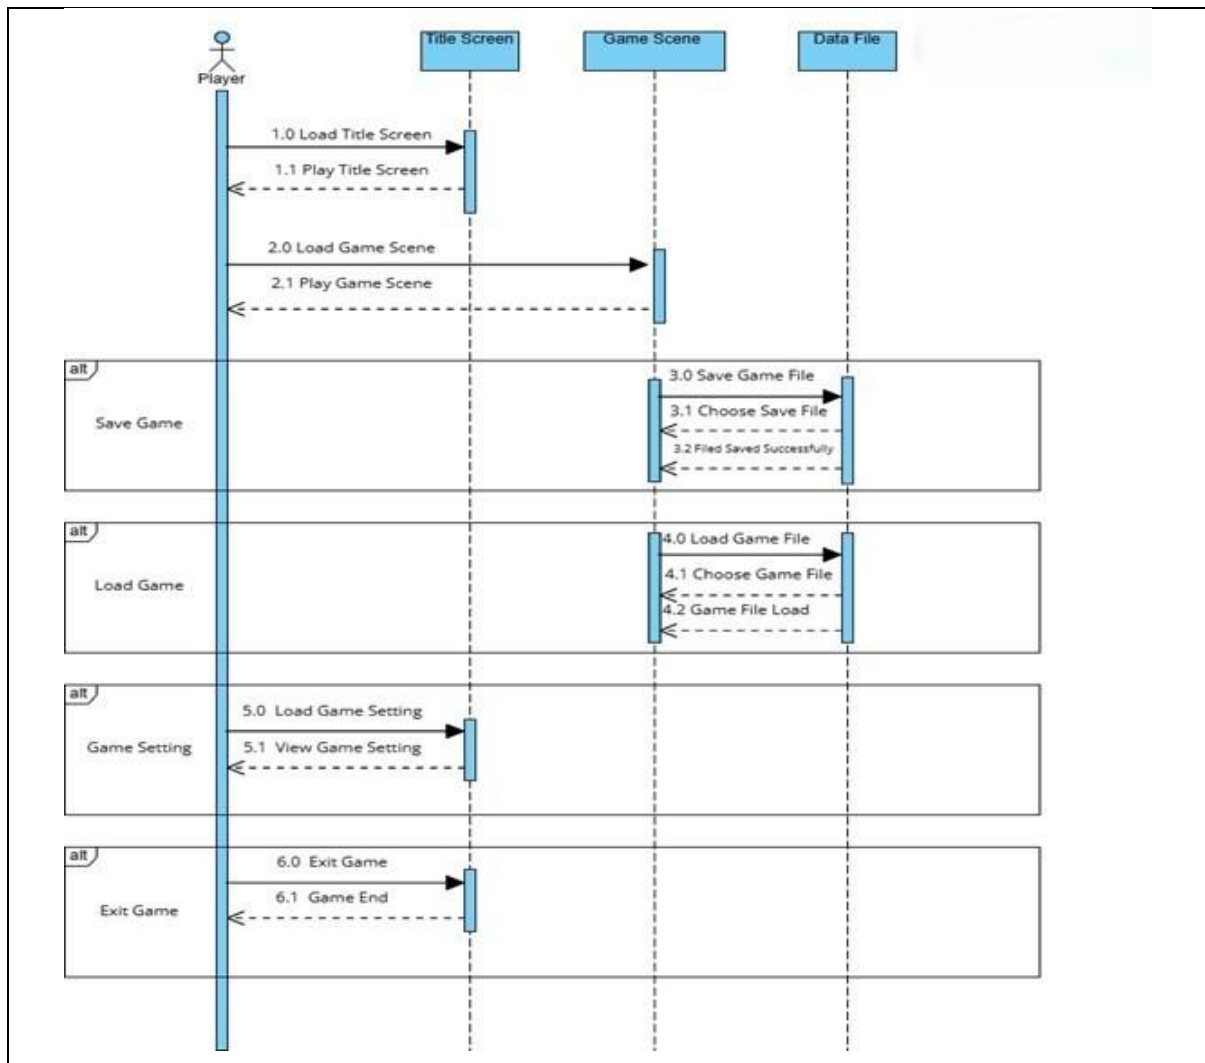 Player
Title Screen
Game Scene
Data File
1.0 Load Title Screen
1.1 Play Title Screen
2.0 Load Game Scene
2.1 Play Game Scene
alt
Save Game
3.0 Save Game File
3.1 Choose Save File
3.2 Filed Saved Successfully
alt
Load Game
4.0 Load Game File
4.1 Choose Game File
4.2 Game File Load
alt
Game Setting
5.0 Load Game Setting
5.1 View Game Setting
alt
Exit Game
6.0 Exit Game
6.1 Game End